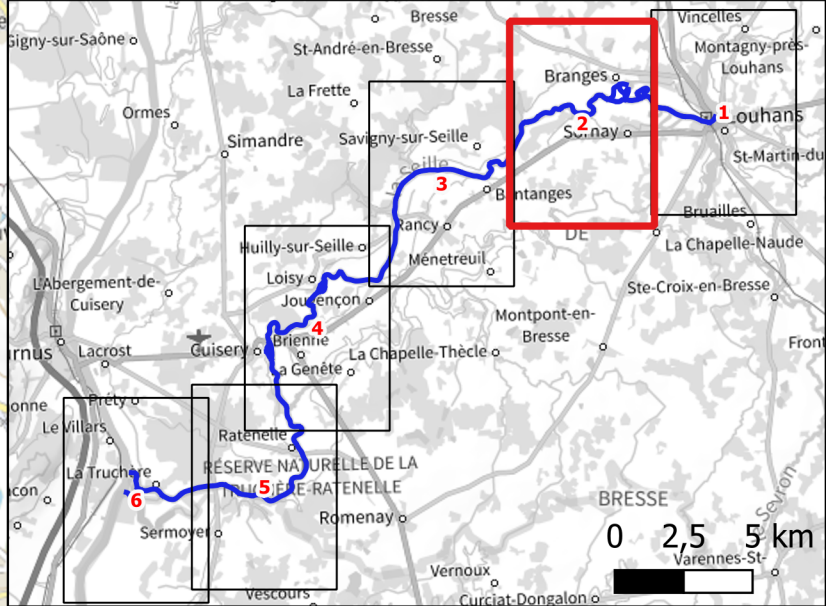 Bresse
Vincelles
Gigny-sur-Saône
St-André-en-Bresse
Montagny-près-
Louhans
Branges
La Frette
Ormes
1
2
Savigny-sur-Seille
Sornay
Simandre
St-Martin-du
3
Bantanges
Rancy
Bruailles
Huilly-sur-Seille
DE
La Chapelle-Naude
Ménetreuil
Loisy
L'Abergement-de-
Cuisery
Ste-Croix-en-Bresse
Jouvençon
4
Montpont-en-
Bresse
Brienne
Lacrost
Cuisery
La Chapelle-Thècle
Front
La Genête
Préty
Le Villars
Ratenelle
La Truchère
RÉSERVE NATURELLE DE LA
TRUCHÈRE-RATENELLE
5
6
BRESSE
Sevron
Romenay
Sermoyer
0 2,5 5 km
Varennes-St-
Vernoux
Vescours
Curciat-Dongalon